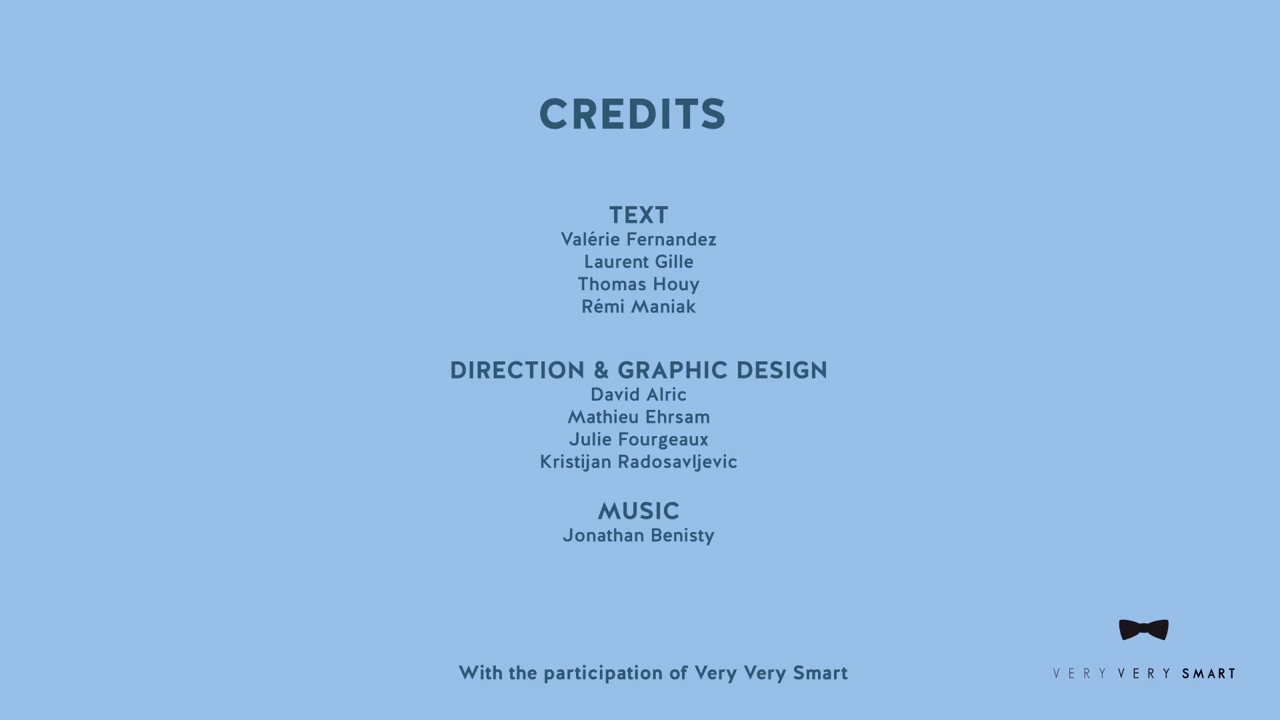 CREDITS
TEXT
Valérie Fernandez
Laurent Gille
Thomas Houy
Rémi Maniak
DIRECTION & GRAPHIC DESIGN
David Alric
Mathieu Ehrsam
Julie Fourgeaux
Kristijan Radosavljevic
MUSIC
Jonathan Benisty
With the participation of Very Very Smart
VERY VERY SMART